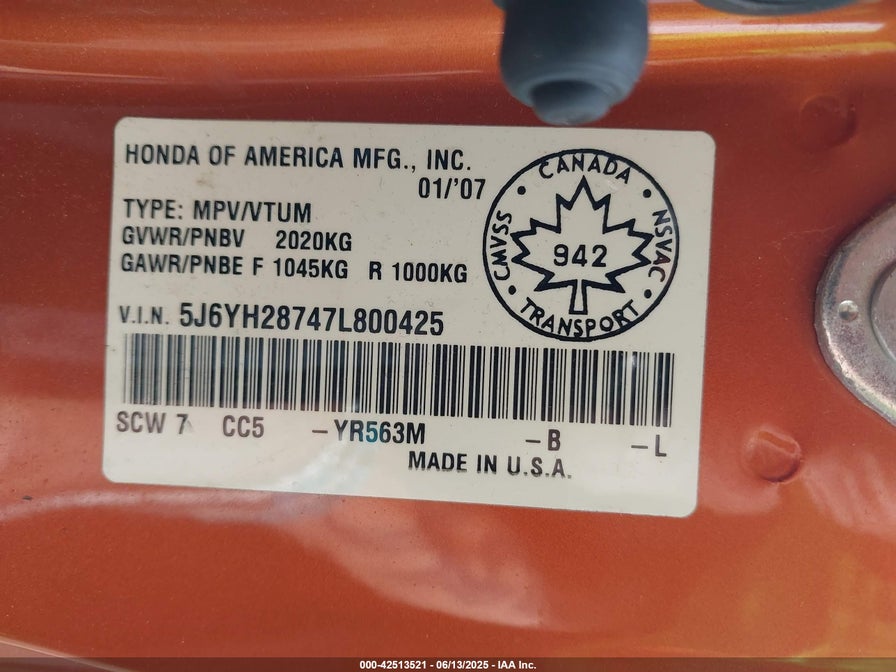 HONDA OF AMERICA MFG., INC.
01/'07
TYPE: MPV/VTUM
GVWR/PNBV 2020KG
GAWR/PNBE F 1045KG R 1000KG
CANADA
CMVSS
942
NSVAC
TRANSPORT
V.I.N. 5J6YH28747L800425
SCW 7 CC5 -YR563M -B -L
MADE IN U.S.A.
000-42513521 - 06/13/2025 - IAA Inc.